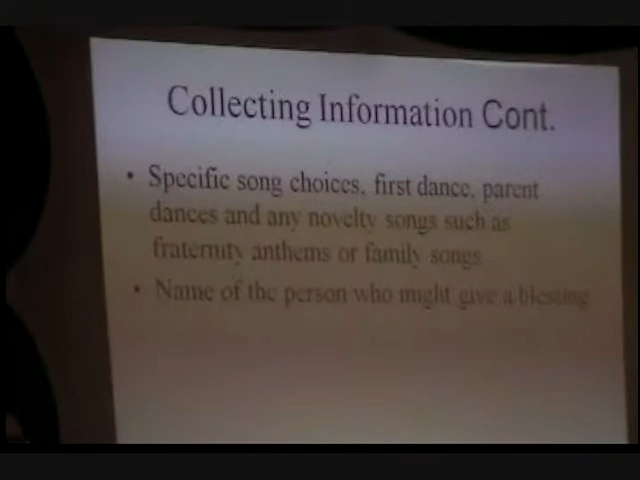 Collecting Information Cont.
• Specific song choices, first dance, parent
dances and any novelty songs such as
fraternity anthems or family songs
• Name of the person who might give a blessing